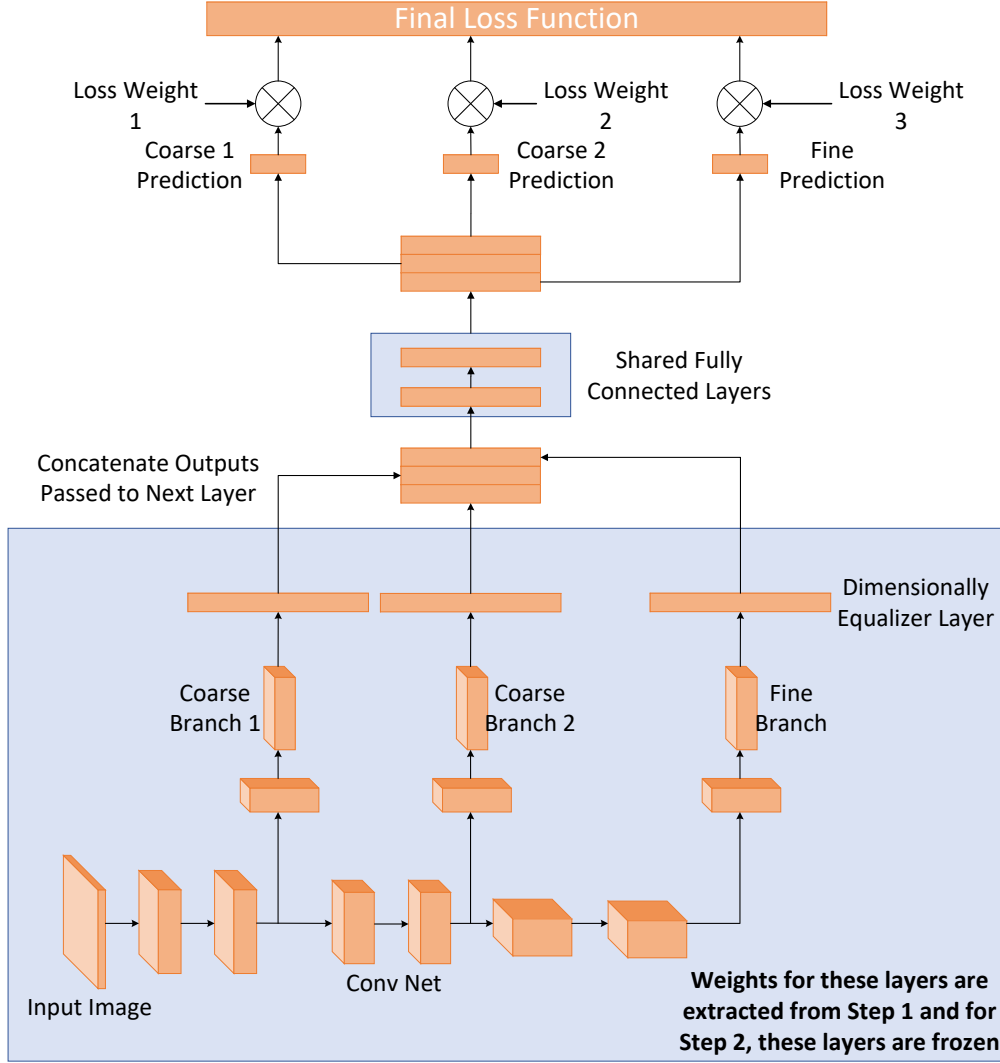 Final Loss Function
Loss Weight
1
Loss Weight
2
Loss Weight
3
Coarse 1
Prediction
Coarse 2
Prediction
Fine
Prediction
Shared Fully
Connected Layers
Concatenate Outputs
Passed to Next Layer
Dimensionally
Equalizer Layer
Coarse
Branch 1
Coarse
Branch 2
Fine
Branch
Conv Net
Input Image
Weights for these layers are
extracted from Step 1 and for
Step 2, these layers are frozen